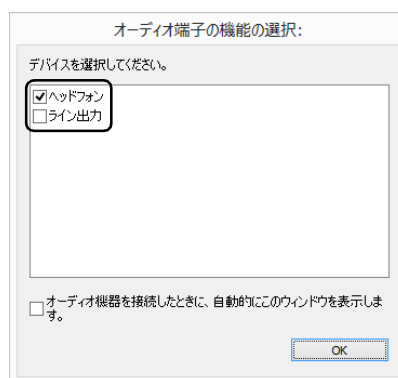 オーディオ端子の機能の選択:
デバイスを選択してください。
ヘッドフォン
ライン出力
オーディオ機器を接続したときに、自動的にこのウィンドウを表示しま
す。
OK